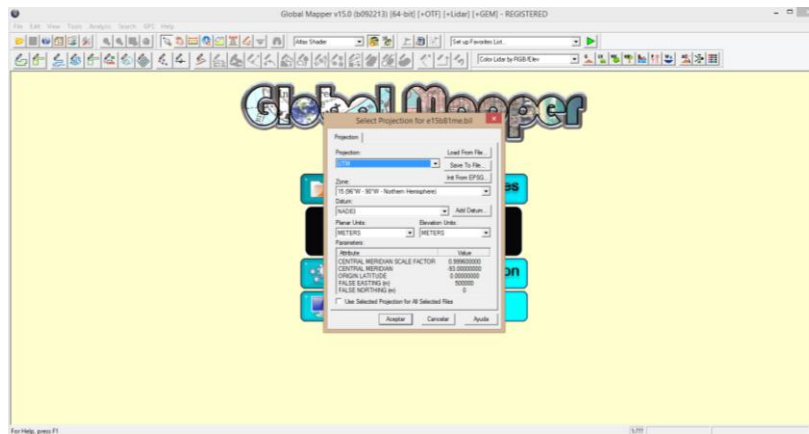 Global Mapper v15.0 (b092213) [64-bit] [+OTF] [+Lidar] [+GEM] - REGISTERED
File Edit View Tools Analysis Search GPS Help
Atlas Shader
Set up Favorites List...
Color Lidar by RGB/Elev
Global Mapper
Select Projection for e15b81me.bil
Projection
Projection:
UTM
Load From File...
Save To File...
Init From EPSG...
Zone:
15 (96°W - 90°W - Northern Hemisphere)
Datum:
NAD83
Add Datum...
Planar Units:
Elevation Units:
METERS
METERS
Parameters:
Attribute Value
CENTRAL MERIDIAN SCALE FACTOR 0.999600000
CENTRAL MERIDIAN -93.00000000
ORIGIN LATITUDE 0.00000000
FALSE EASTING (m) 500000
FALSE NORTHING (m) 0
Use Selected Projection for All Selected Files
Aceptar Cancelar Ayuda
For Help, press F1